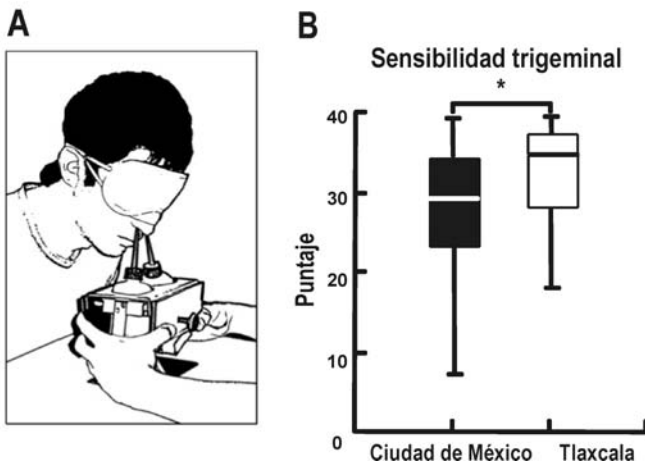 A
B
Sensibilidad trigeminal
*
40
30
20
10
0
Puntaje
Ciudad de México
Tlaxcala